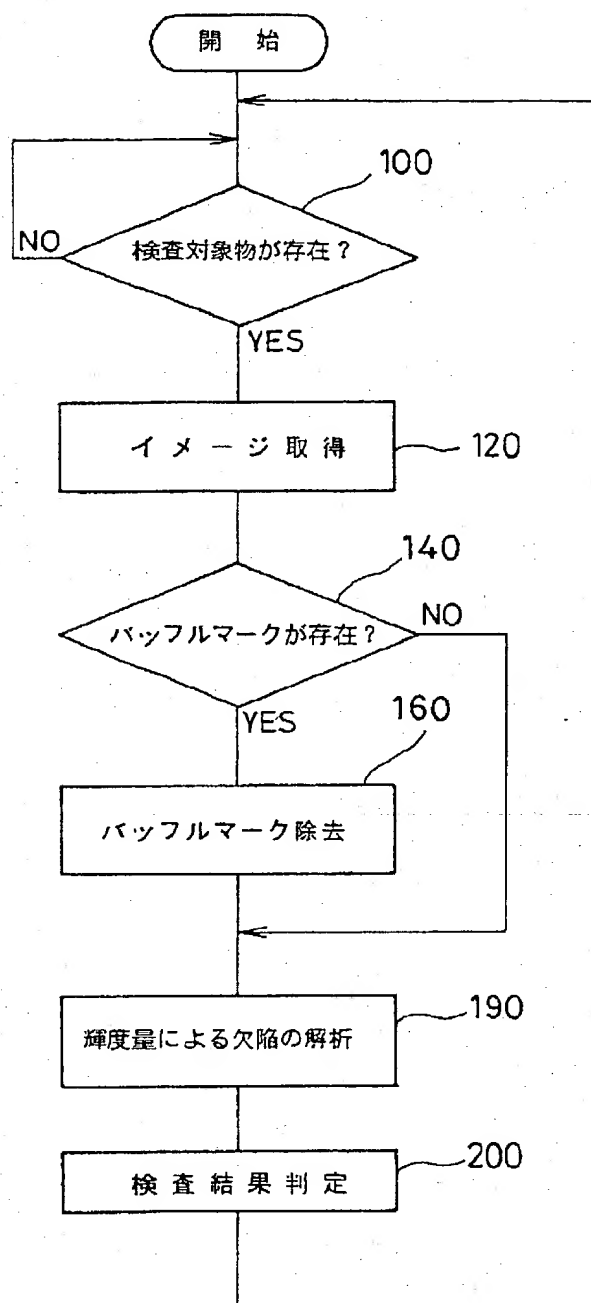 開始
100
検査対象物が存在?
NO
YES
イメージ取得
120
140
バッフルマークが存在?
NO
YES
160
バッフルマーク除去
輝度量による欠陥の解析
190
検査結果判定
200